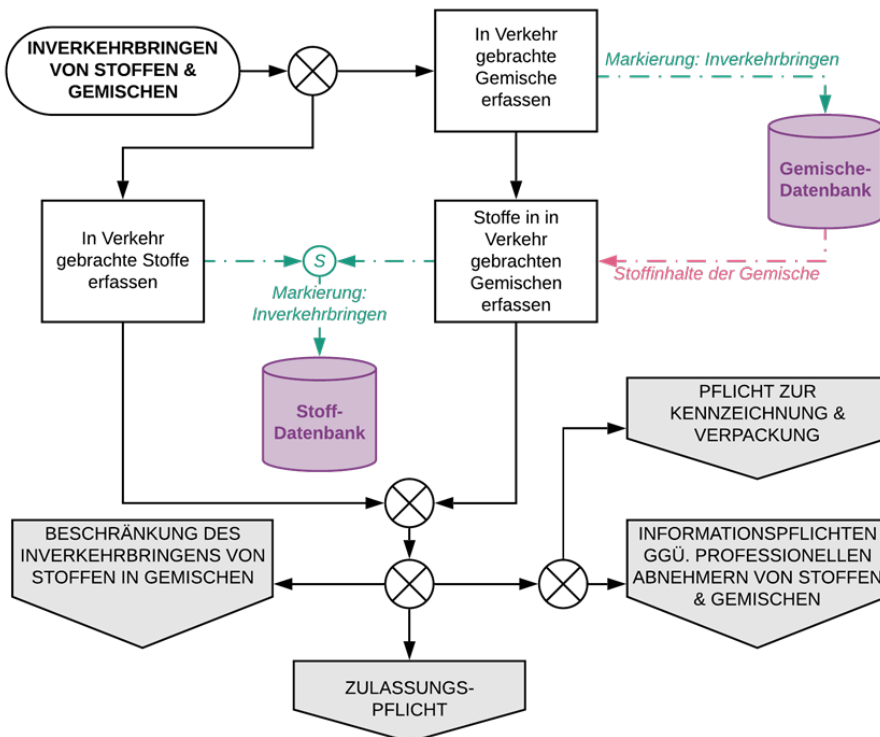 INVERKEHRBRINGEN
VON STOFFEN &
GEMISCHEN
In Verkehr
gebrachte
Gemische
erfassen
Markierung: Inverkehrbringen
Gemische-
Datenbank
In Verkehr
gebrachte Stoffe
erfassen
S
Stoffe in in
Verkehr
gebrachten
Gemischen
erfassen
Stoffinhalte der Gemische
Markierung:
Inverkehrbringen
Stoff-
Datenbank
PFLICHT ZUR
KENNZEICHNUNG &
VERPACKUNG
BESCHRÄNKUNG DES
INVERKEHRBRINGENS VON
STOFFEN IN GEMISCHEN
INFORMATIONSPFLICHTEN
GGÜ. PROFESSIONELLEN
ABNEHMERN VON STOFFEN
& GEMISCHEN
ZULASSUNGS-
PFLICHT